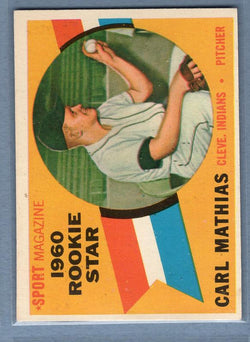 *SPORT MAGAZINE
1960
ROOKIE
STAR
CARL MATHIAS
CLEVE. INDIANS • PITCHER